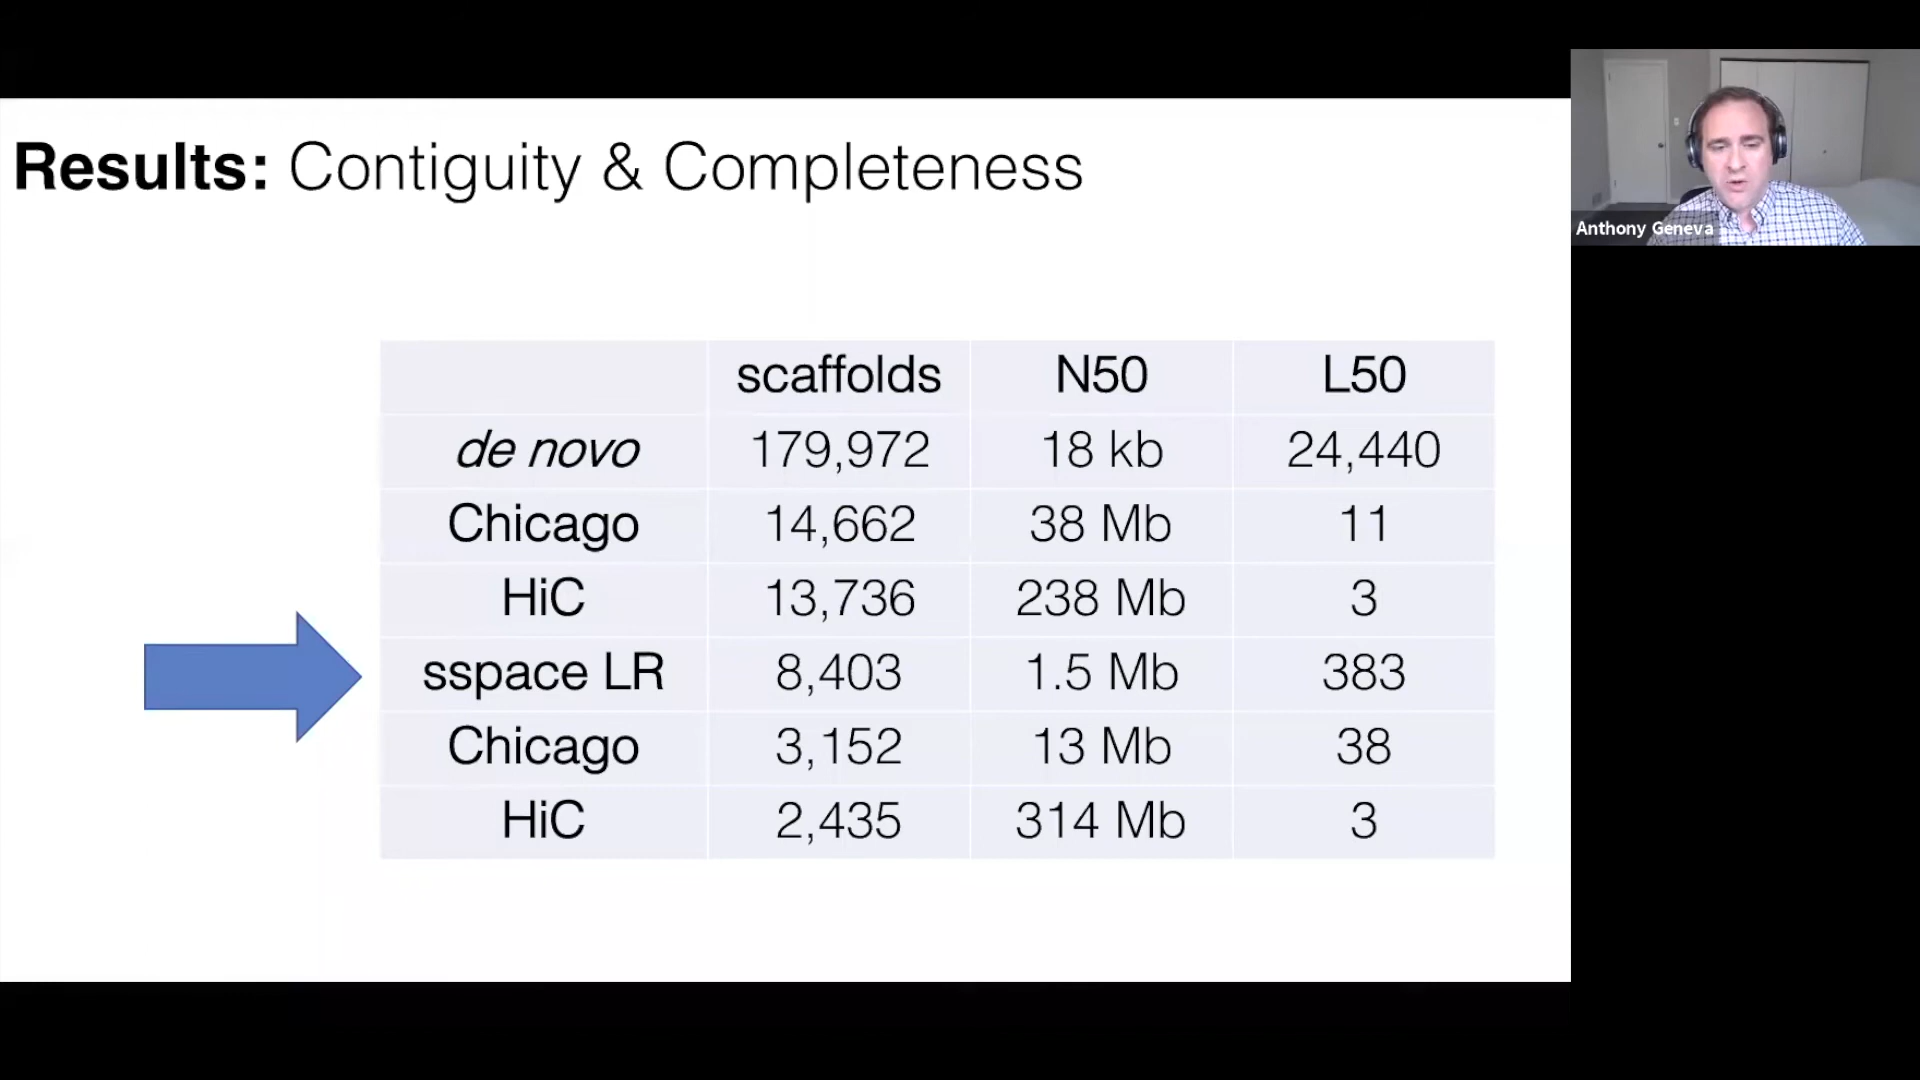 Results: Contiguity & Completeness
Anthony Geneva
scaffolds N50 L50
de novo 179,972 18 kb 24,440
Chicago 14,662 38 Mb 11
HiC 13,736 238 Mb 3
sspace LR 8,403 1.5 Mb 383
Chicago 3,152 13 Mb 38
HiC 2,435 314 Mb 3